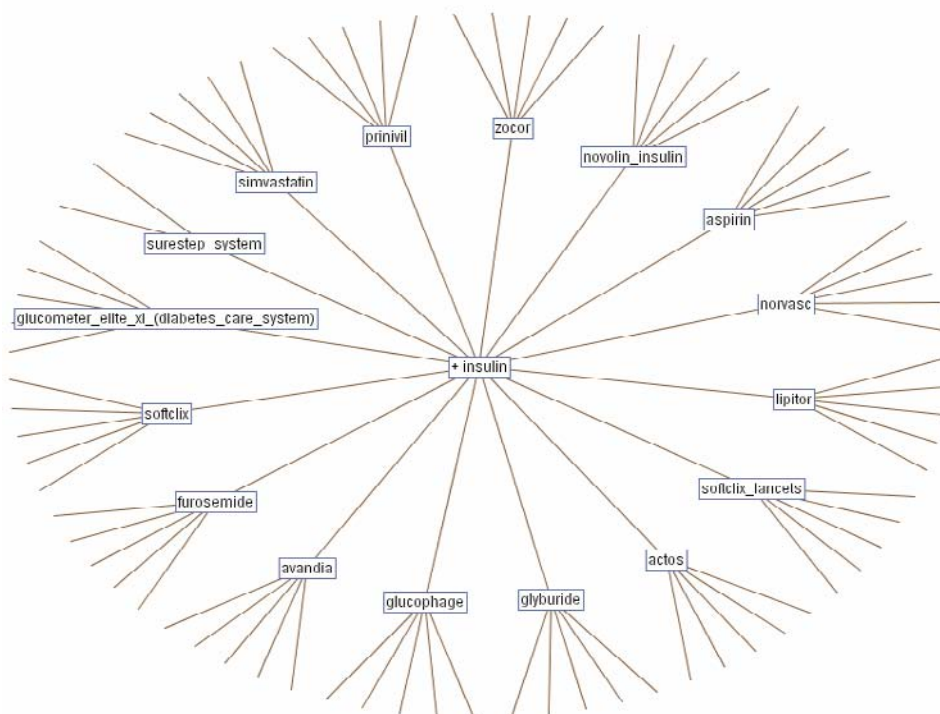 zocor
prinivil
novolin_insulin
simvastatin
aspirin
surestep_system
norvasc
glucometer_elite_xl_(diabetes_care_system)
+ insulin
lipitor
softclix
softclix_lancets
furosemide
actos
avandia
glyburide
glucophage